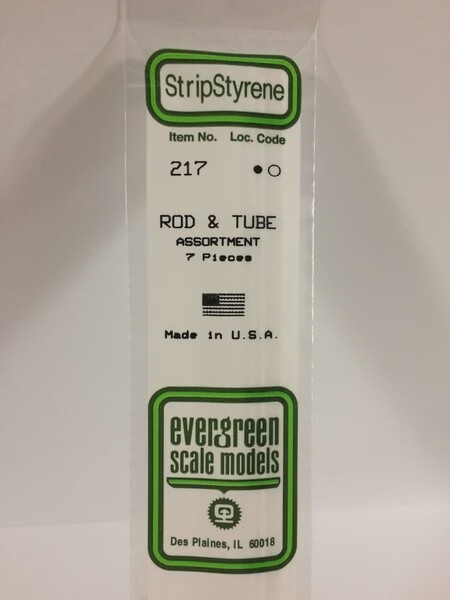 StripStyrene
Item No. Loc. Code
217 ●○
ROD & TUBE
ASSORTMENT
7 Pieces
Made in U.S.A.
evergreen
scale models
Des Plaines, IL 60018